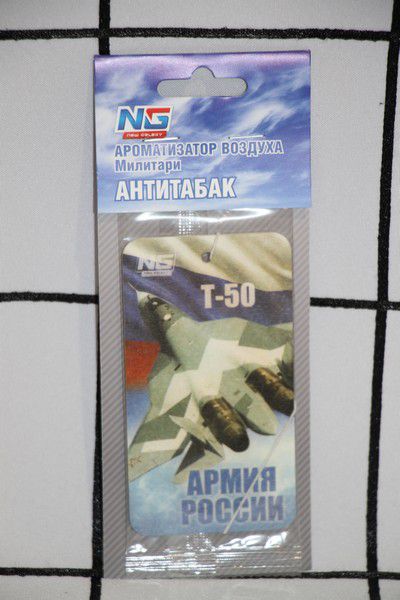 NG
NEW GALAXY
АРОМАТИЗАТОР ВОЗДУХА
Милитари
АНТИТАБАК
NG
Т-50
АРМИЯ
РОССИИ